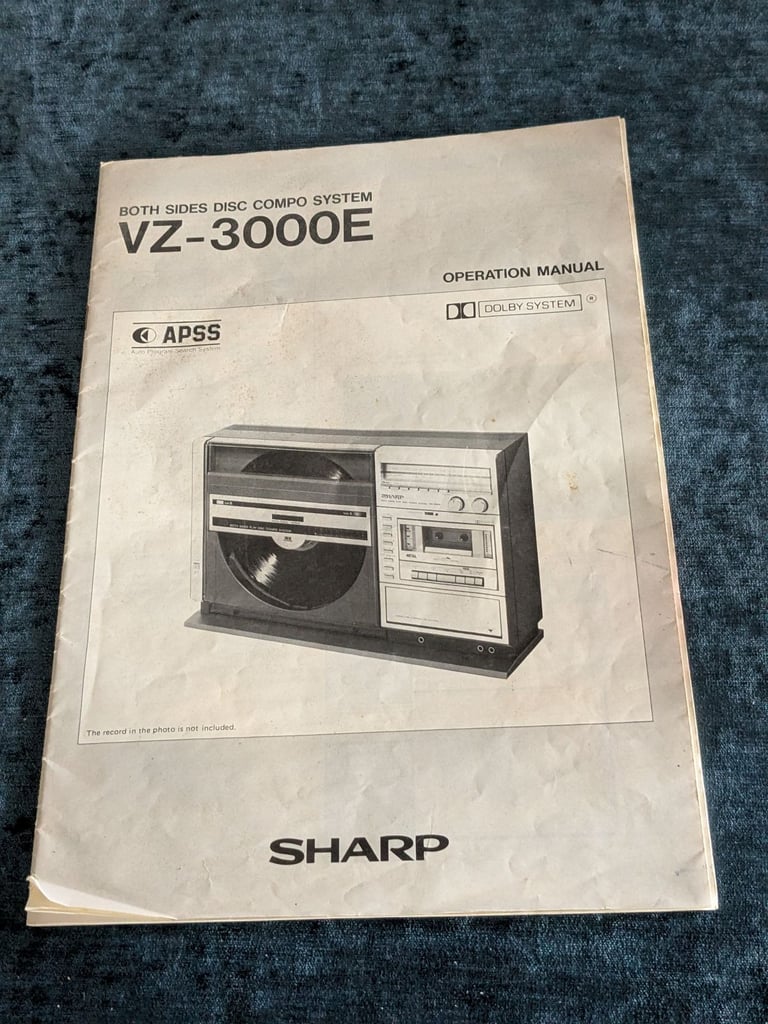 BOTH SIDES DISC COMPO SYSTEM
VZ-3000E
OPERATION MANUAL
APSS
Auto Program Search System
DOLBY SYSTEM ®
SHARP
METAL
The record in the photo is not included.
SHARP